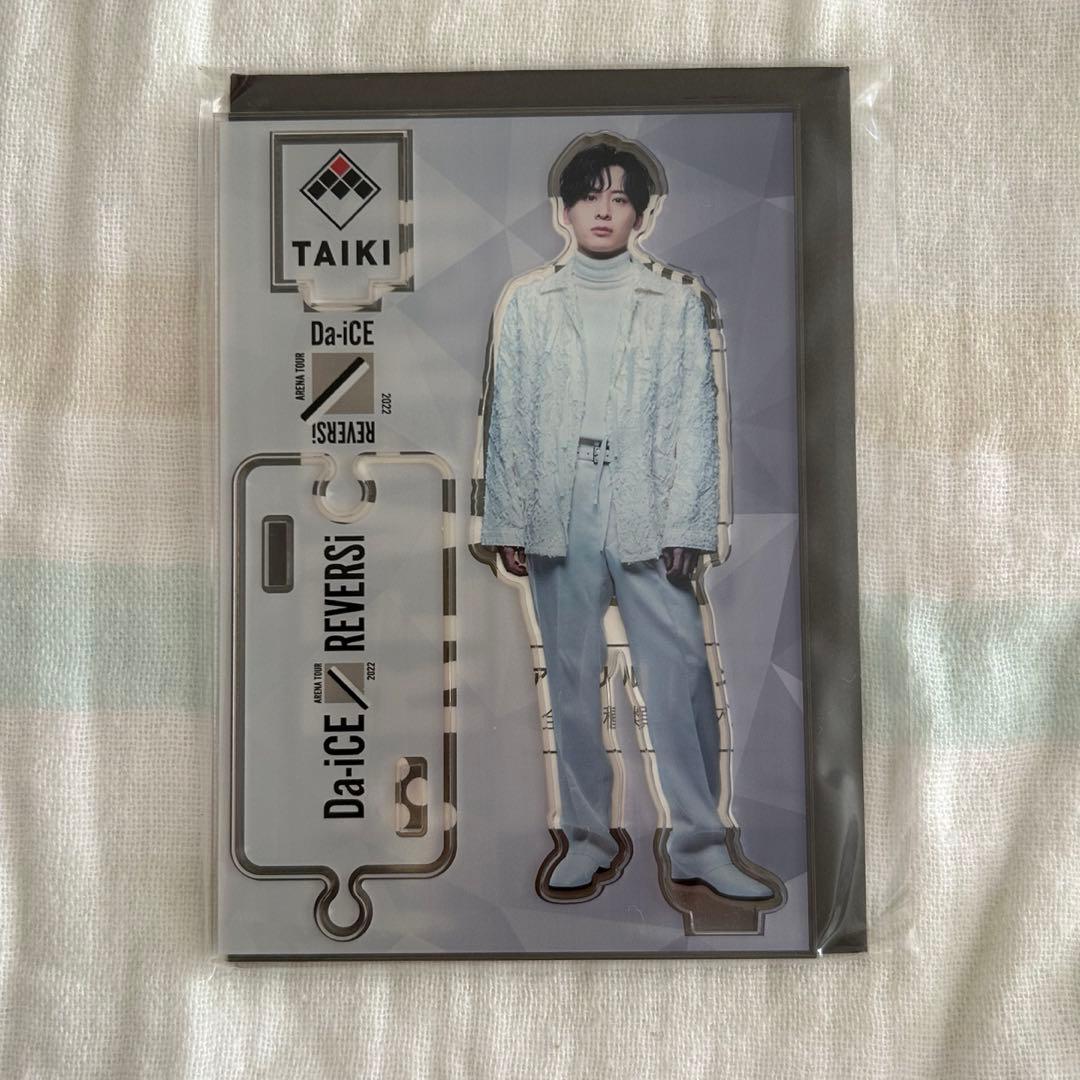 TAIKI
Da-iCE
ARENA TOUR
2022
REVERSi
Da-iCE
ARENA TOUR
2022
REVERSi